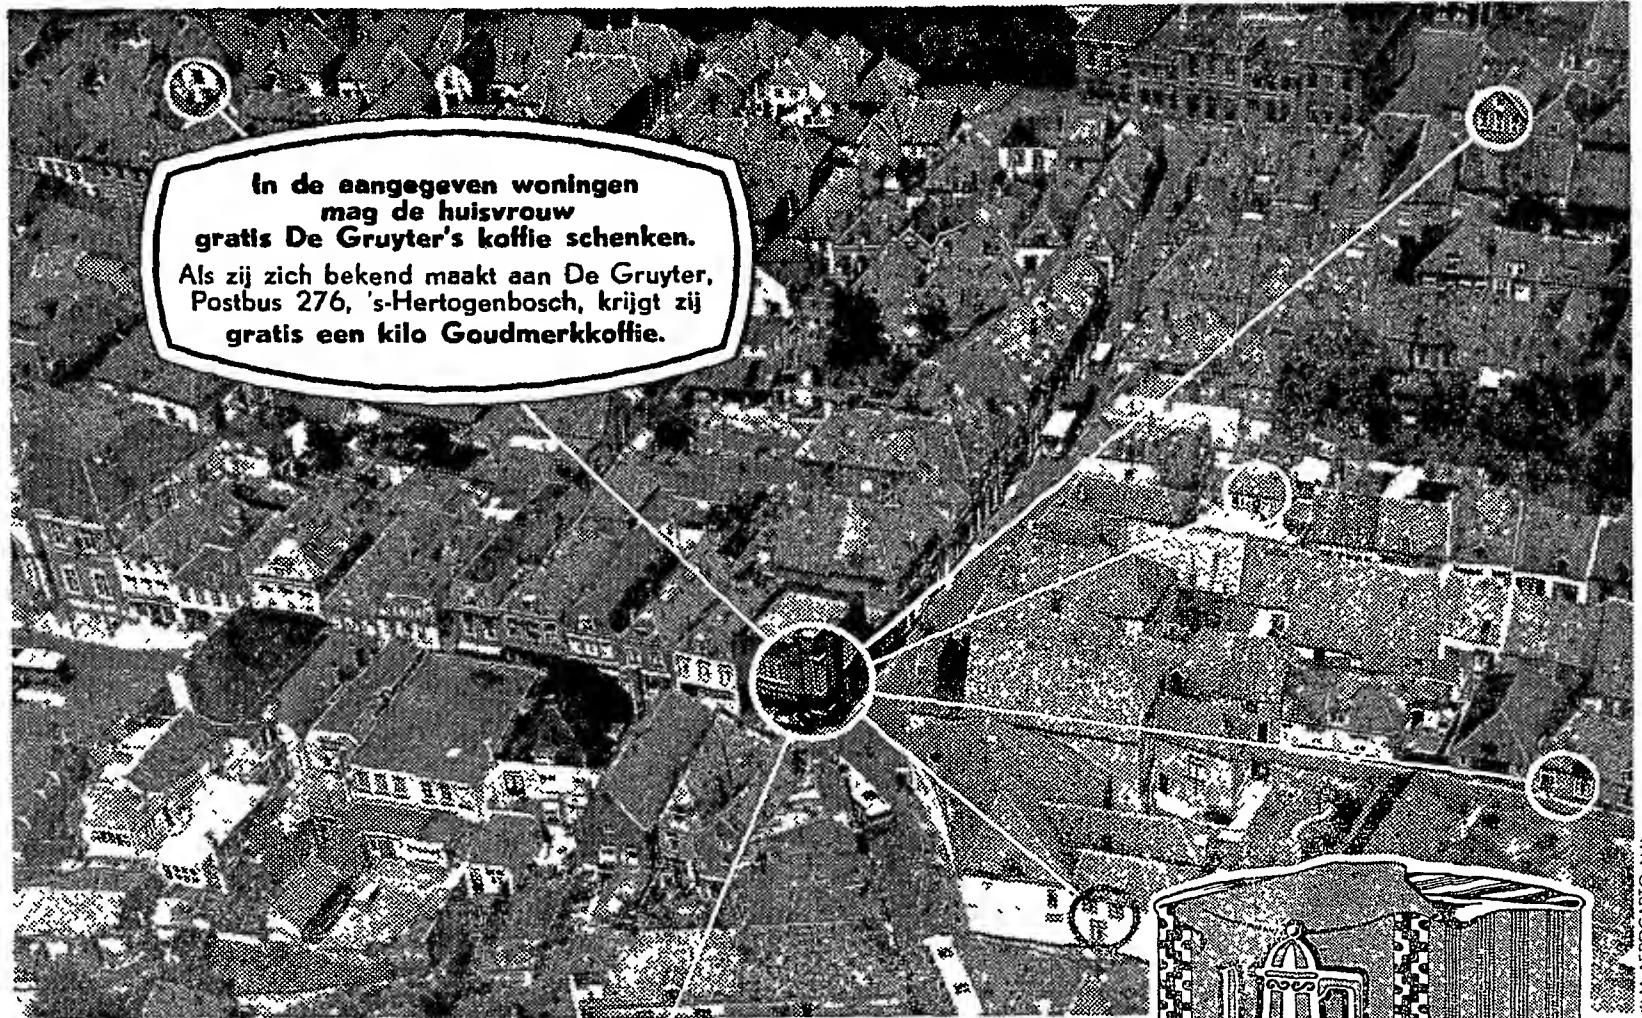 In de aangegeven woningen
mag de huisvrouw
gratis De Gruyter's koffie schenken.
Als zij zich bekend maakt aan De Gruyter,
Postbus 276, 's-Hertogenbosch, krijgt zij
gratis een kilo Goudmerkkoffie.